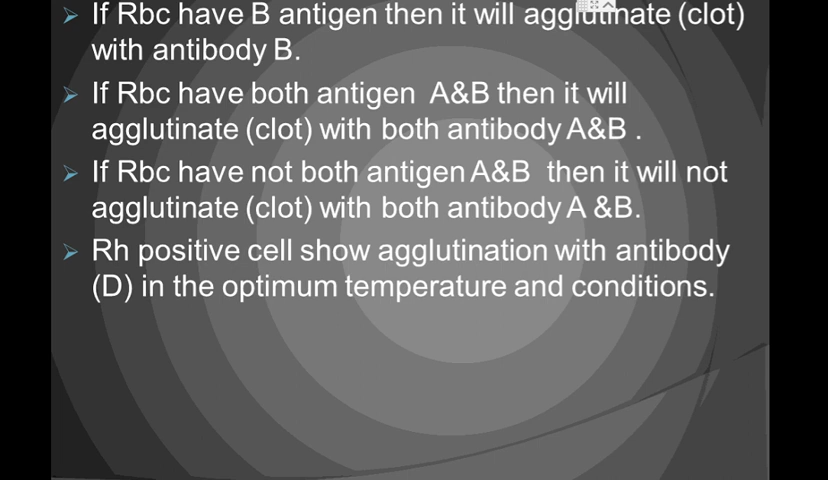 If Rbc have B antigen then it will agglutinate (clot)
with antibody B.
If Rbc have both antigen A&B then it will
agglutinate (clot) with both antibody A&B .
If Rbc have not both antigen A&B then it will not
agglutinate (clot) with both antibody A &B.
Rh positive cell show agglutination with antibody
(D) in the optimum temperature and conditions.